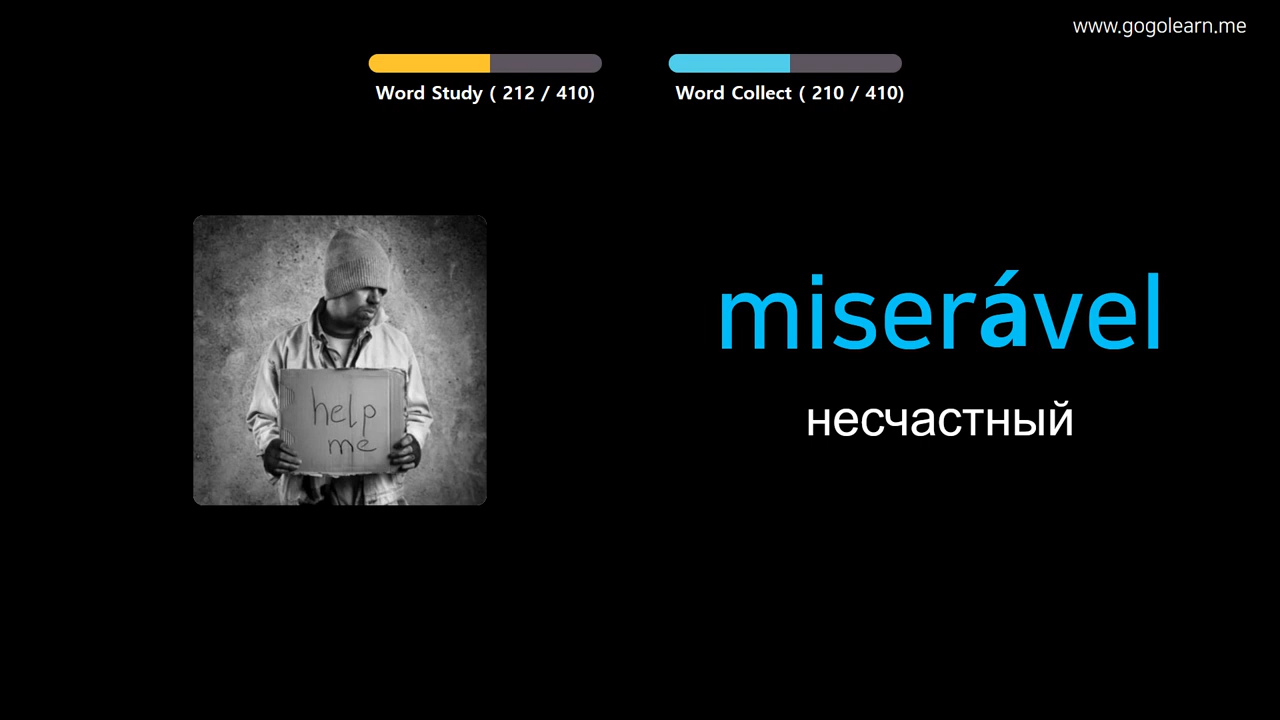 www.gogolearn.me
Word Study ( 212 / 410)
Word Collect ( 210 / 410)
miserável
несчастный
help
me